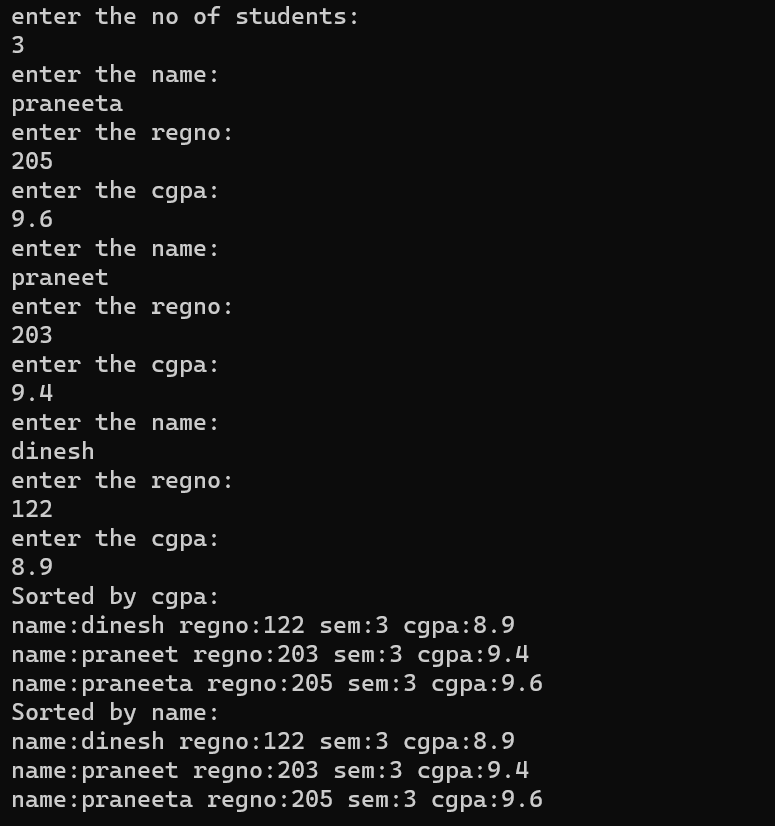 enter the no of students:
3
enter the name:
praneeta
enter the regno:
205
enter the cgpa:
9.6
enter the name:
praneet
enter the regno:
203
enter the cgpa:
9.4
enter the name:
dinesh
enter the regno:
122
enter the cgpa:
8.9
Sorted by cgpa:
name:dinesh regno:122 sem:3 cgpa:8.9
name:praneet regno:203 sem:3 cgpa:9.4
name:praneeta regno:205 sem:3 cgpa:9.6
Sorted by name:
name:dinesh regno:122 sem:3 cgpa:8.9
name:praneet regno:203 sem:3 cgpa:9.4
name:praneeta regno:205 sem:3 cgpa:9.6